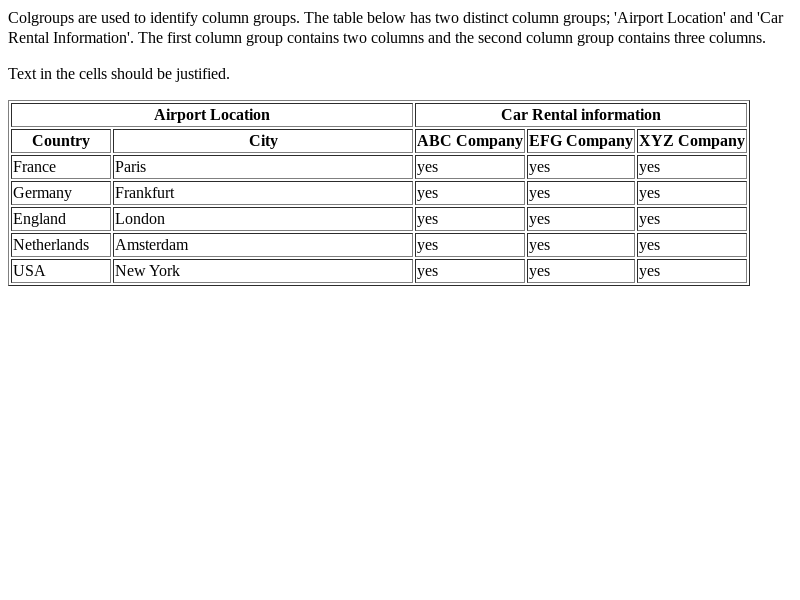 Colgroups are used to identify column groups. The table below has two distinct column groups; 'Airport Location' and 'Car
Rental Information'. The first column group contains two columns and the second column group contains three columns.
Text in the cells should be justified.
Airport Location Car Rental information
Country City ABC Company EFG Company XYZ Company
France Paris yes yes yes
Germany Frankfurt yes yes yes
England London yes yes yes
Netherlands Amsterdam yes yes yes
USA New York yes yes yes